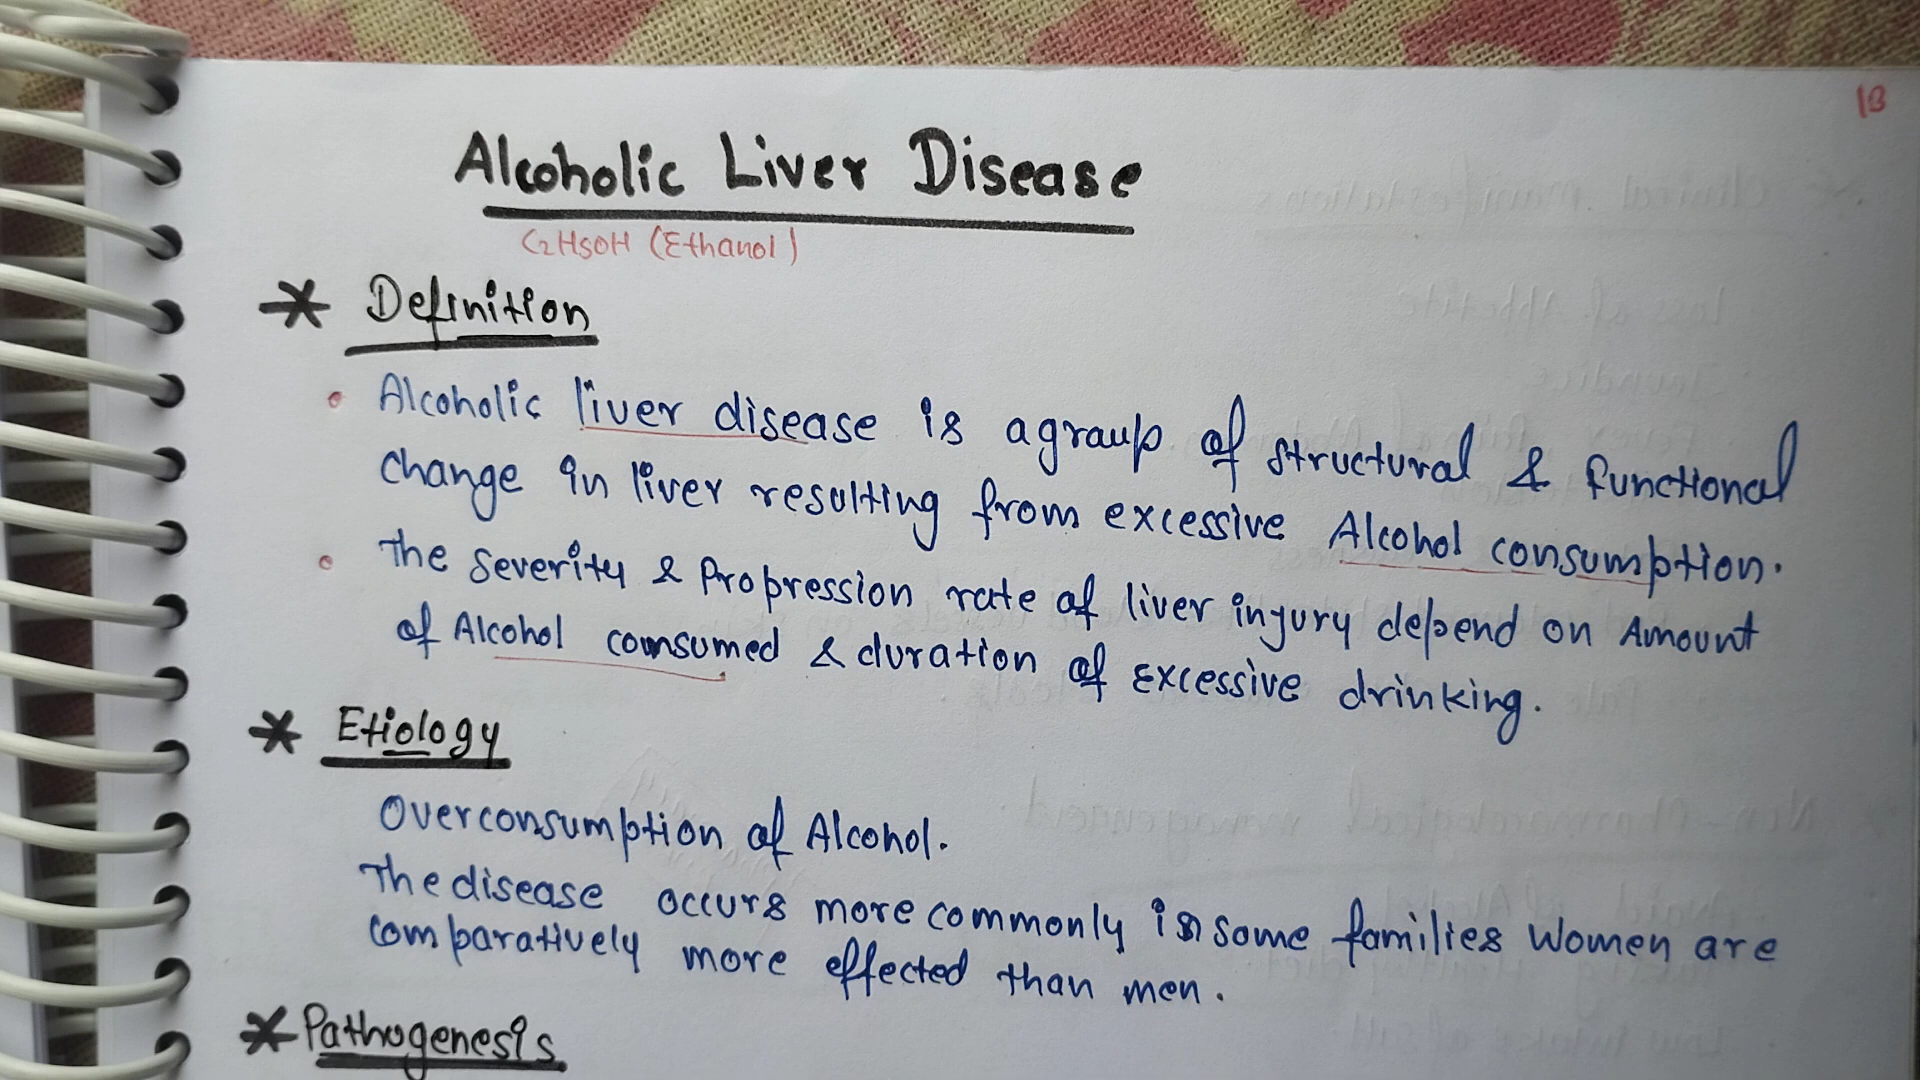 13
Alcoholic Liver Disease
C2H5OH (Ethanol)
* Definition
• Alcoholic liver disease is a group of structural & functional
change in liver resulting from excessive Alcohol consumption.
• The severity & Propression rate of liver injury depend on Amount
of Alcohol comsumed & duration of excessive drinking.
* Etiology
Overconsumption of Alcohol.
The disease occurs more commonly in some families Women are
comparatively more effected than men.
* Pathogenesis